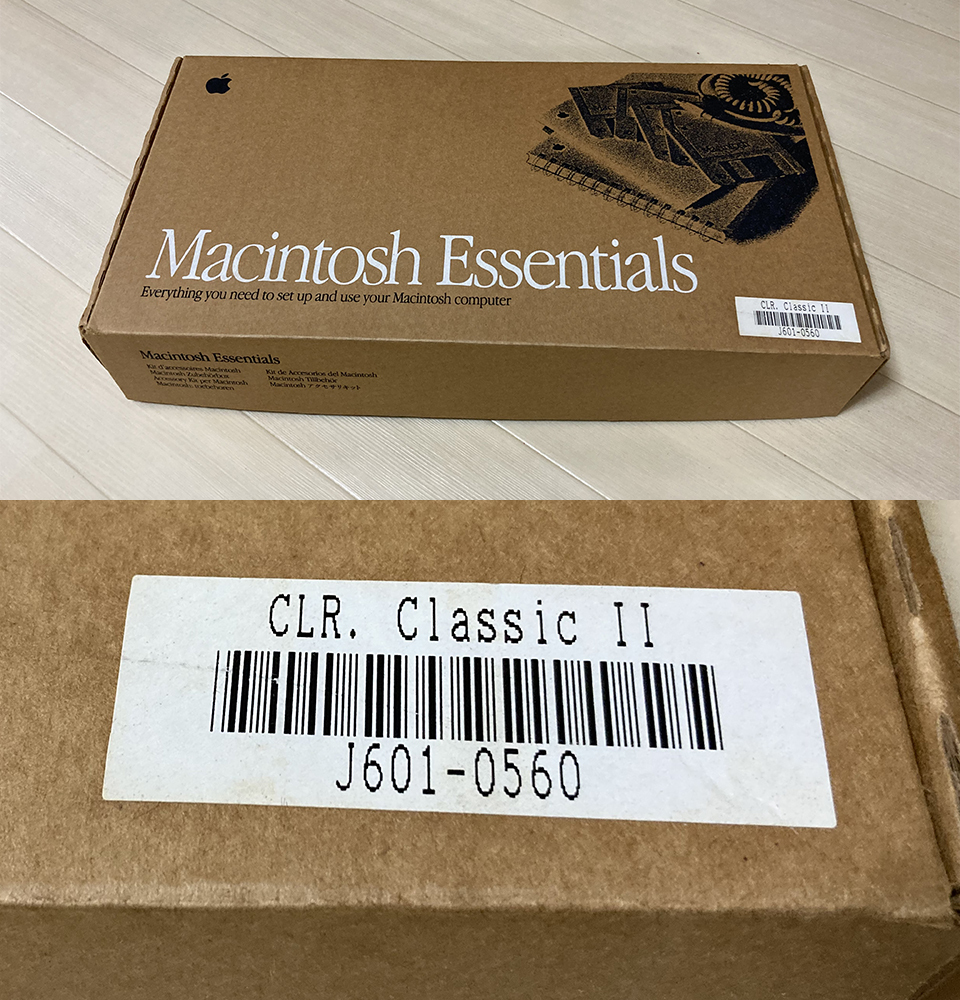 Macintosh Essentials
Everything you need to set up and use your Macintosh computer
CLR. Classic II
J601-0560
Macintosh Essentials
Kit d'accessoires Macintosh
Macintosh Zubehörbox
Accessory Kit per Macintosh
Macintosh toebehoren
Kit de Accesorios del Macintosh
Macintosh Tillbehör
Macintosh アクセサリキット
CLR. Classic II
J601-0560